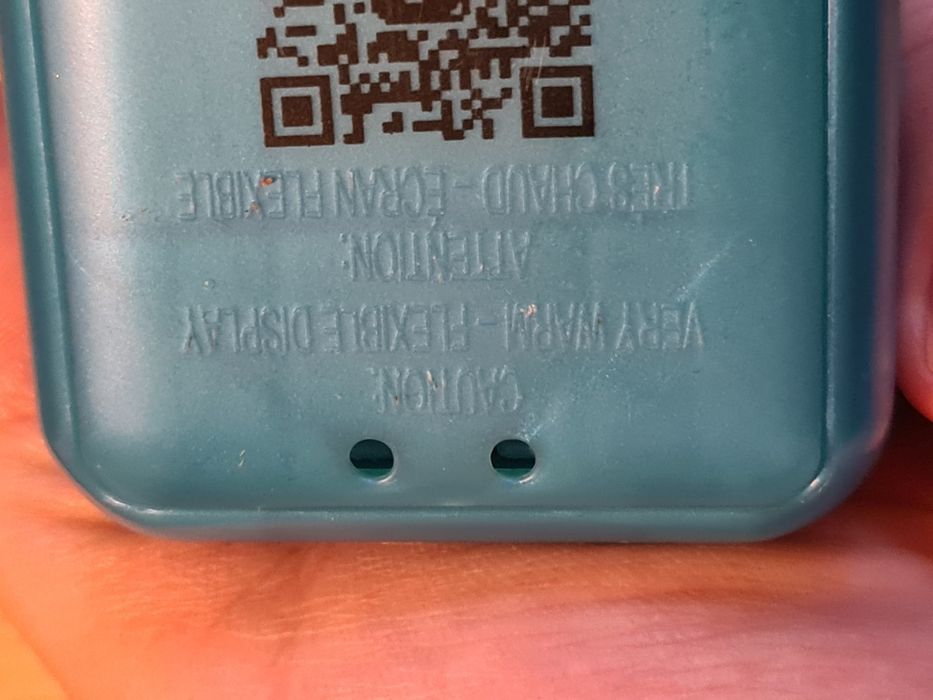 CAUTION:
VERY WARM - FLEXIBLE DISPLAY
ATTENTION:
TRÈS CHAUD - ÉCRAN FLEXIBLE